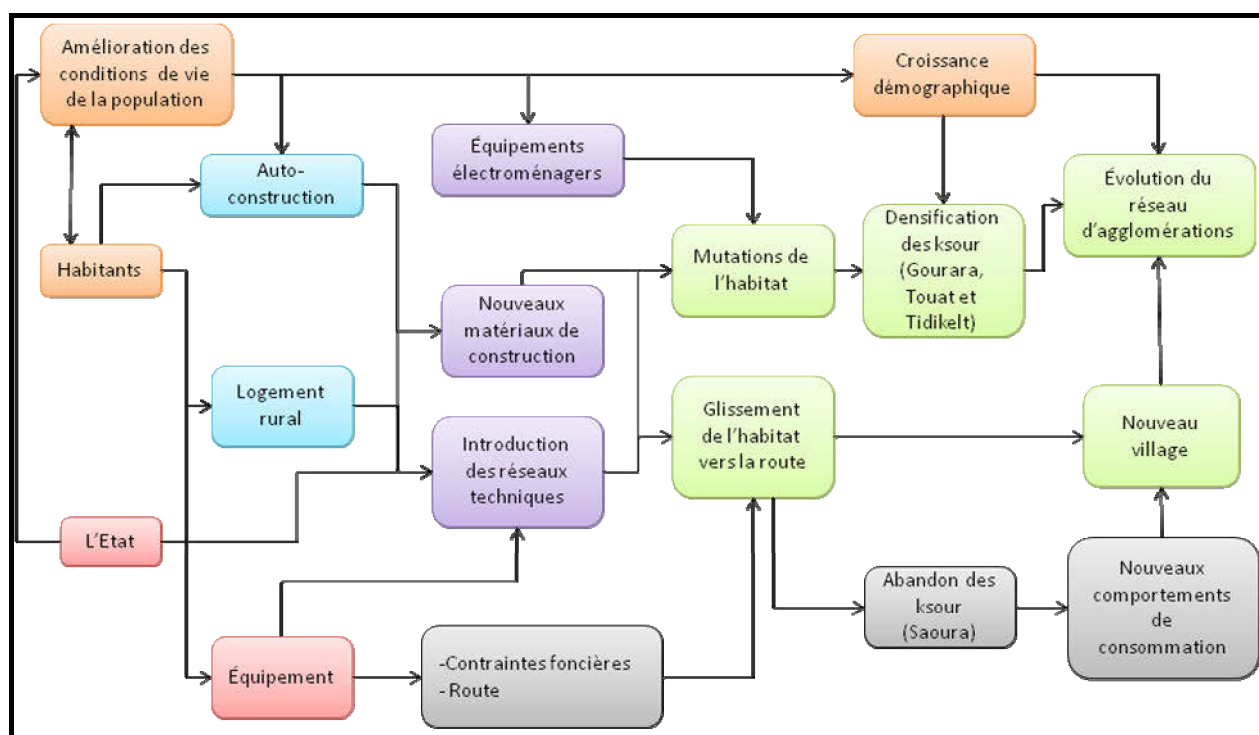 Amélioration des
conditions de vie
de la population
Croissance
démographique
Équipements
électroménagers
Auto-
construction
Évolution du
réseau
d'agglomérations
Densification
des ksour
(Gourara,
Touat et
Tidikelt)
Habitants
Mutations de
l'habitat
Nouveaux
matériaux de
construction
Logement
rural
Glissement
de l'habitat
vers la route
Nouveau
village
Introduction
des réseaux
techniques
L'Etat
Abandon des
ksour
(Saoura)
Nouveaux
comportements
de
consommation
Équipement
-Contraintes foncières
- Route